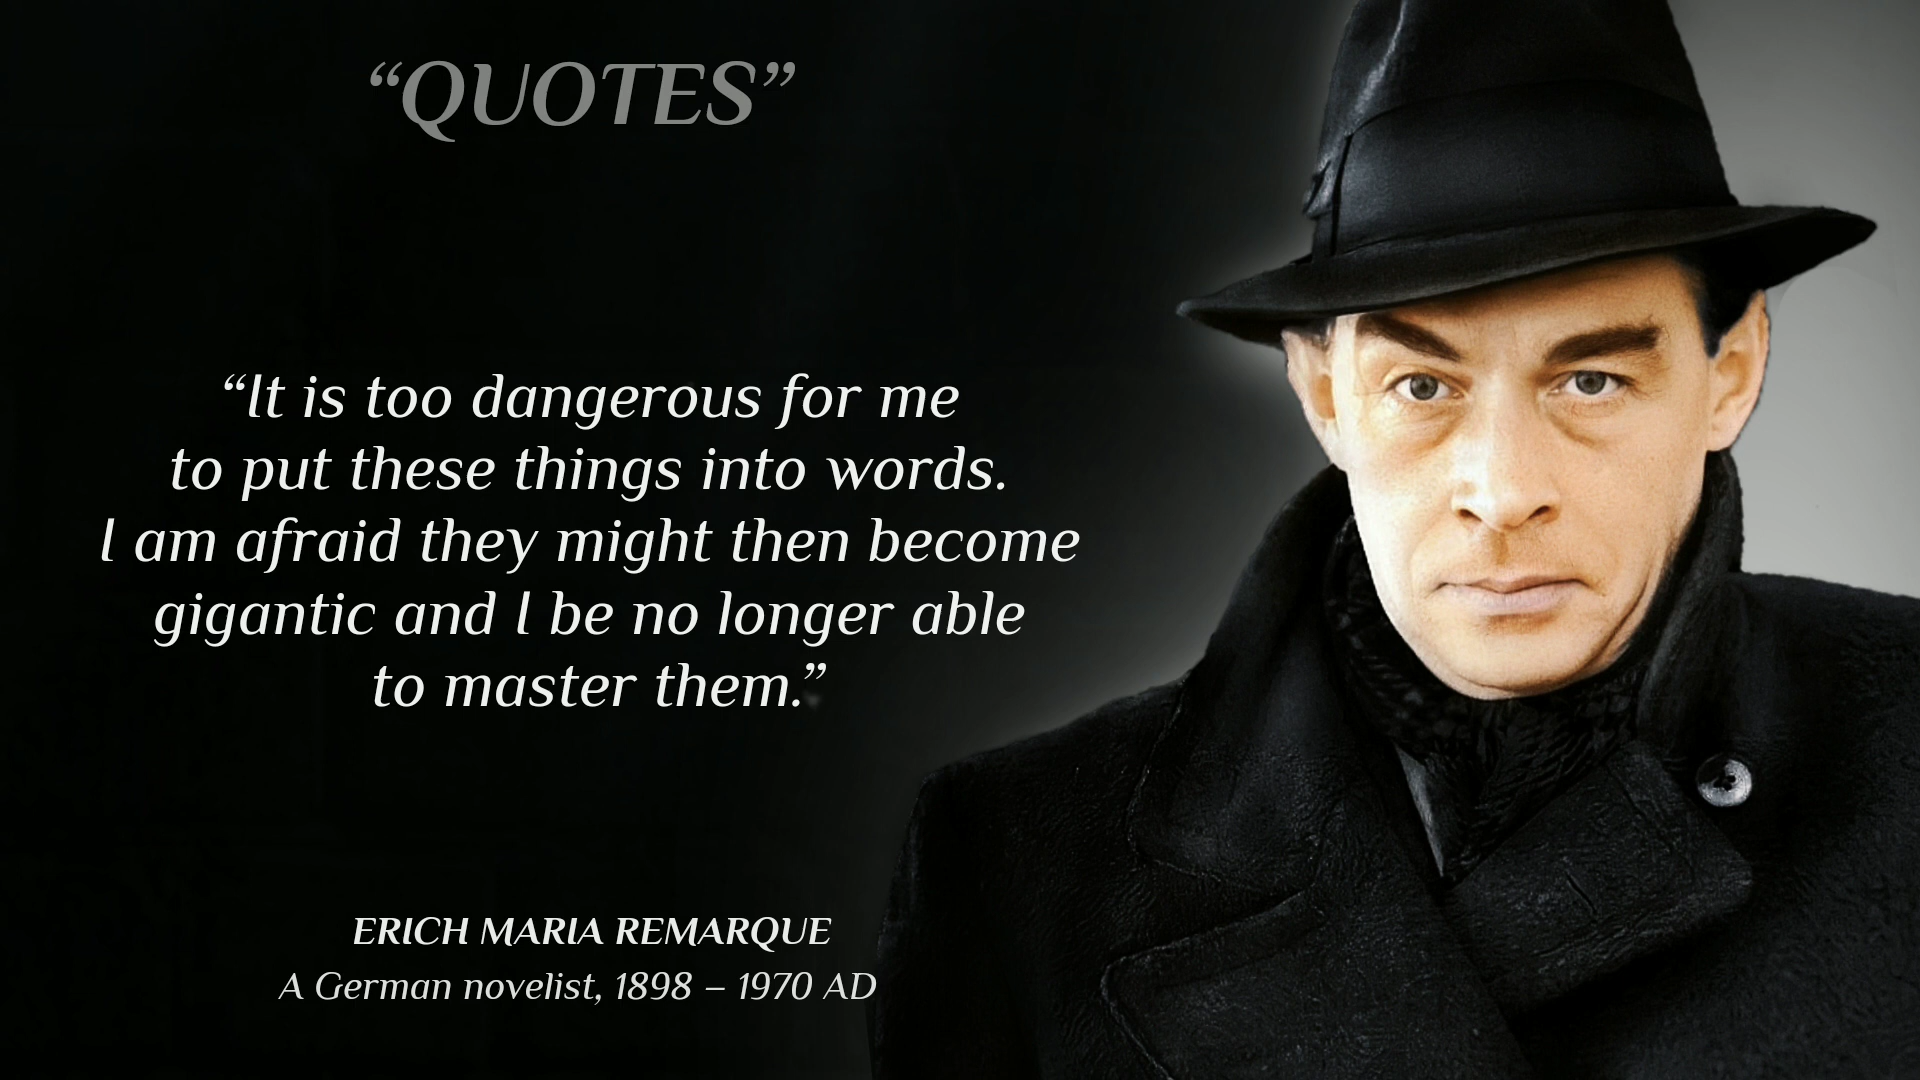 “QUOTES”
“It is too dangerous for me
to put these things into words.
I am afraid they might then become
gigantic and I be no longer able
to master them.”
ERICH MARIA REMARQUE
A German novelist, 1898 – 1970 AD